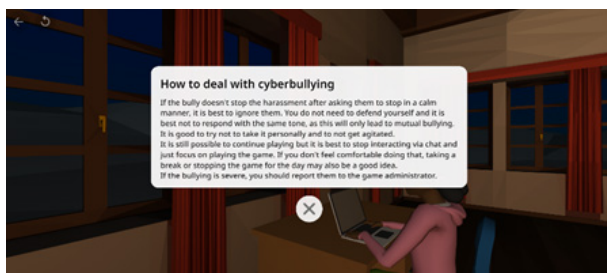 How to deal with cyberbullying
If the bully doesn't stop the harassment after asking them to stop in a calm
manner, it is best to ignore them. You do not need to defend yourself and it is
best not to respond with the same tone, as this will only lead to mutual bullying.
It is good to try not to take it personally and to not get agitated.
It is still possible to continue playing but it is best to stop interacting via chat and
just focus on playing the game. If you don't feel comfortable doing that, taking a
break or stopping the game for the day may also be a good idea.
If the bullying is severe, you should report them to the game administrator.